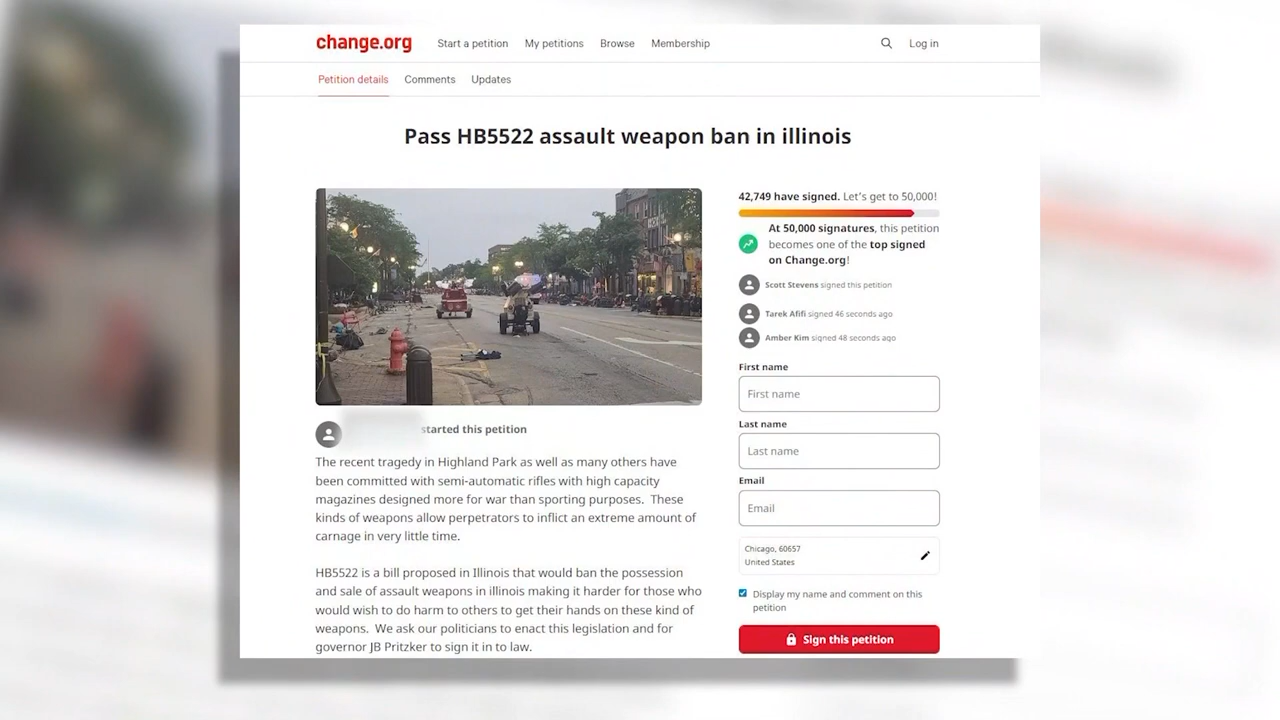 change.org
Start a petition
My petitions
Browse
Membership
Log in
Petition details
Comments
Updates
Pass HB5522 assault weapon ban in illinois
started this petition
The recent tragedy in Highland Park as well as many others have
been committed with semi-automatic rifles with high capacity
magazines designed more for war than sporting purposes. These
kinds of weapons allow perpetrators to inflict an extreme amount of
carnage in very little time.
HB5522 is a bill proposed in Illinois that would ban the possession
and sale of assault weapons in illinois making it harder for those who
would wish to do harm to others to get their hands on these kind of
weapons. We ask our politicians to enact this legislation and for
governor JB Pritzker to sign it in to law.
42,749 have signed. Let's get to 50,000!
At 50,000 signatures, this petition
becomes one of the top signed
on Change.org!
Scott Stevens signed this petition
Tarek Afifi signed 46 seconds ago
Amber Kim signed 48 seconds ago
First name
First name
Last name
Last name
Email
Email
Chicago, 60657
United States
Display my name and comment on this
petition
Sign this petition